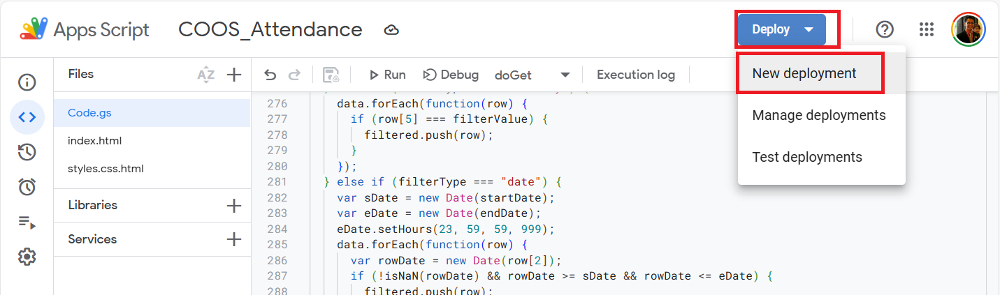 Apps Script COOS_Attendance Deploy
Files AZ Run Debug doGet Execution log
New deployment
Manage deployments
Test deployments
Code.gs
index.html
styles.css.html
Libraries
Services
276 data.forEach(function(row) {
277 if (row[5] === filterValue) {
278 filtered.push(row);
279 }
280 });
281 } else if (filterType === "date") {
282 var sDate = new Date(startDate);
283 var eDate = new Date(endDate);
284 eDate.setHours(23, 59, 59, 999);
285 data.forEach(function(row) {
286 var rowDate = new Date(row[2]);
287 if (!isNaN(rowDate) && rowDate >= sDate && rowDate <= eDate) {
288 filtered.push(row);